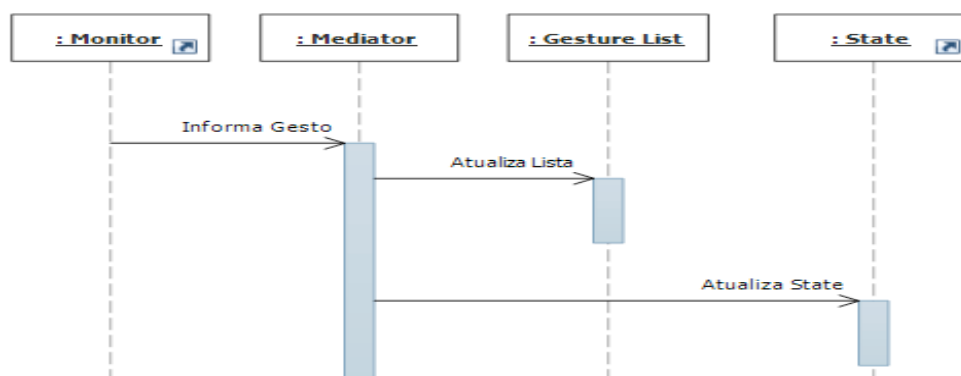 : Monitor
: Mediator
: Gesture List
: State
Informa Gesto
Atualiza Lista
Atualiza State